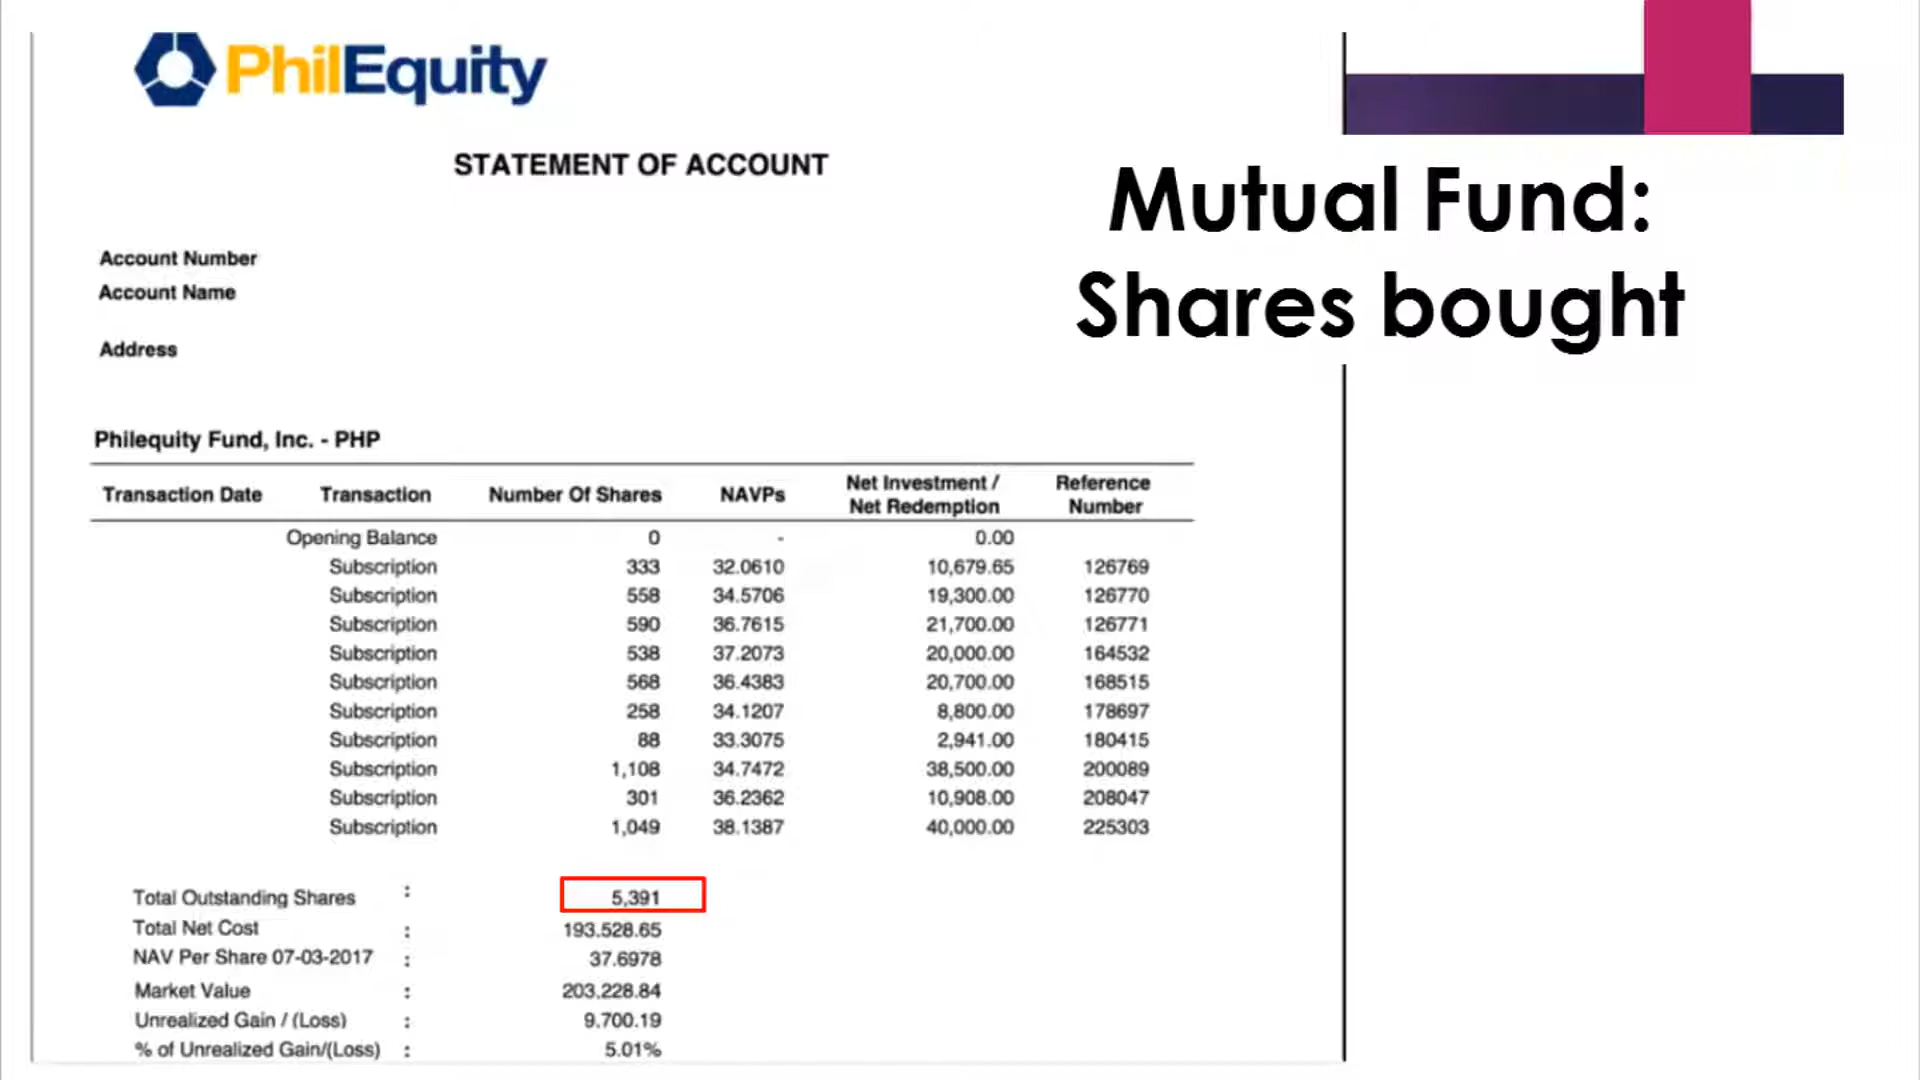 PhilEquity
STATEMENT OF ACCOUNT
Mutual Fund:
Shares bought
Account Number
Account Name
Address
Philequity Fund, Inc. - PHP
Transaction Date Transaction Number Of Shares NAVPs Net Investment / Net Redemption Reference Number
Opening Balance 0 - 0.00
Subscription 333 32.0610 10,679.65 126769
Subscription 558 34.5706 19,300.00 126770
Subscription 590 36.7615 21,700.00 126771
Subscription 538 37.2073 20,000.00 164532
Subscription 568 36.4383 20,700.00 168515
Subscription 258 34.1207 8,800.00 178697
Subscription 88 33.3075 2,941.00 180415
Subscription 1,108 34.7472 38,500.00 200089
Subscription 301 36.2362 10,908.00 208047
Subscription 1,049 38.1387 40,000.00 225303
Total Outstanding Shares : 5,391
Total Net Cost : 193,528.65
NAV Per Share 07-03-2017 : 37.6978
Market Value : 203,228.84
Unrealized Gain / (Loss) : 9,700.19
% of Unrealized Gain/(Loss) : 5.01%